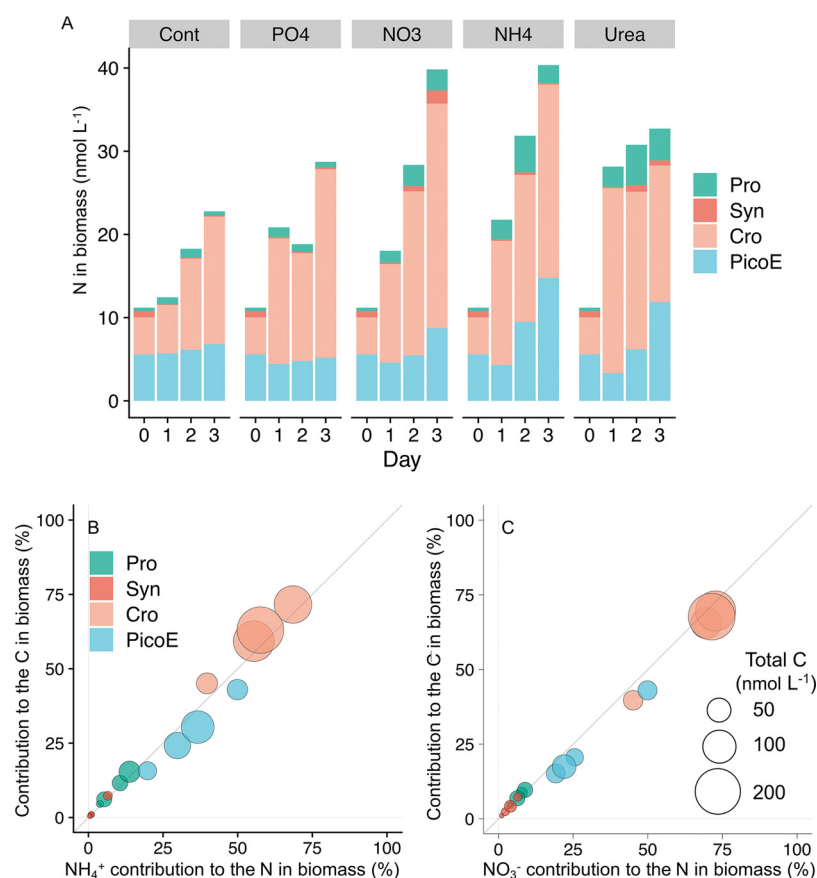 A
Cont PO4 NO3 NH4 Urea
N in biomass (nmol L⁻¹)
40
30
20
10
0
Pro
Syn
Cro
PicoE
0 1 2 3 0 1 2 3 0 1 2 3 0 1 2 3 0 1 2 3
Day
B
Contribution to the C in biomass (%)
100
75
50
25
0
Pro
Syn
Cro
PicoE
0 25 50 75 100
NH₄⁺ contribution to the N in biomass (%)
C
Contribution to the C in biomass (%)
100
75
50
25
0
Total C
(nmol L⁻¹)
50
100
200
0 25 50 75 100
NO₃⁻ contribution to the N in biomass (%)